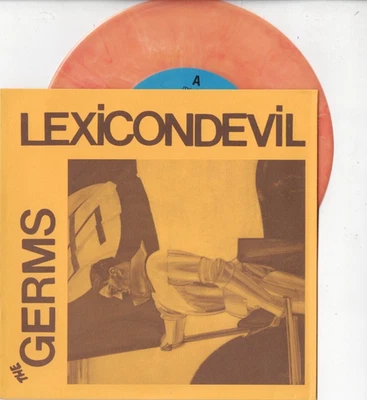 A
LEXiCONDEViL
THE GERMS